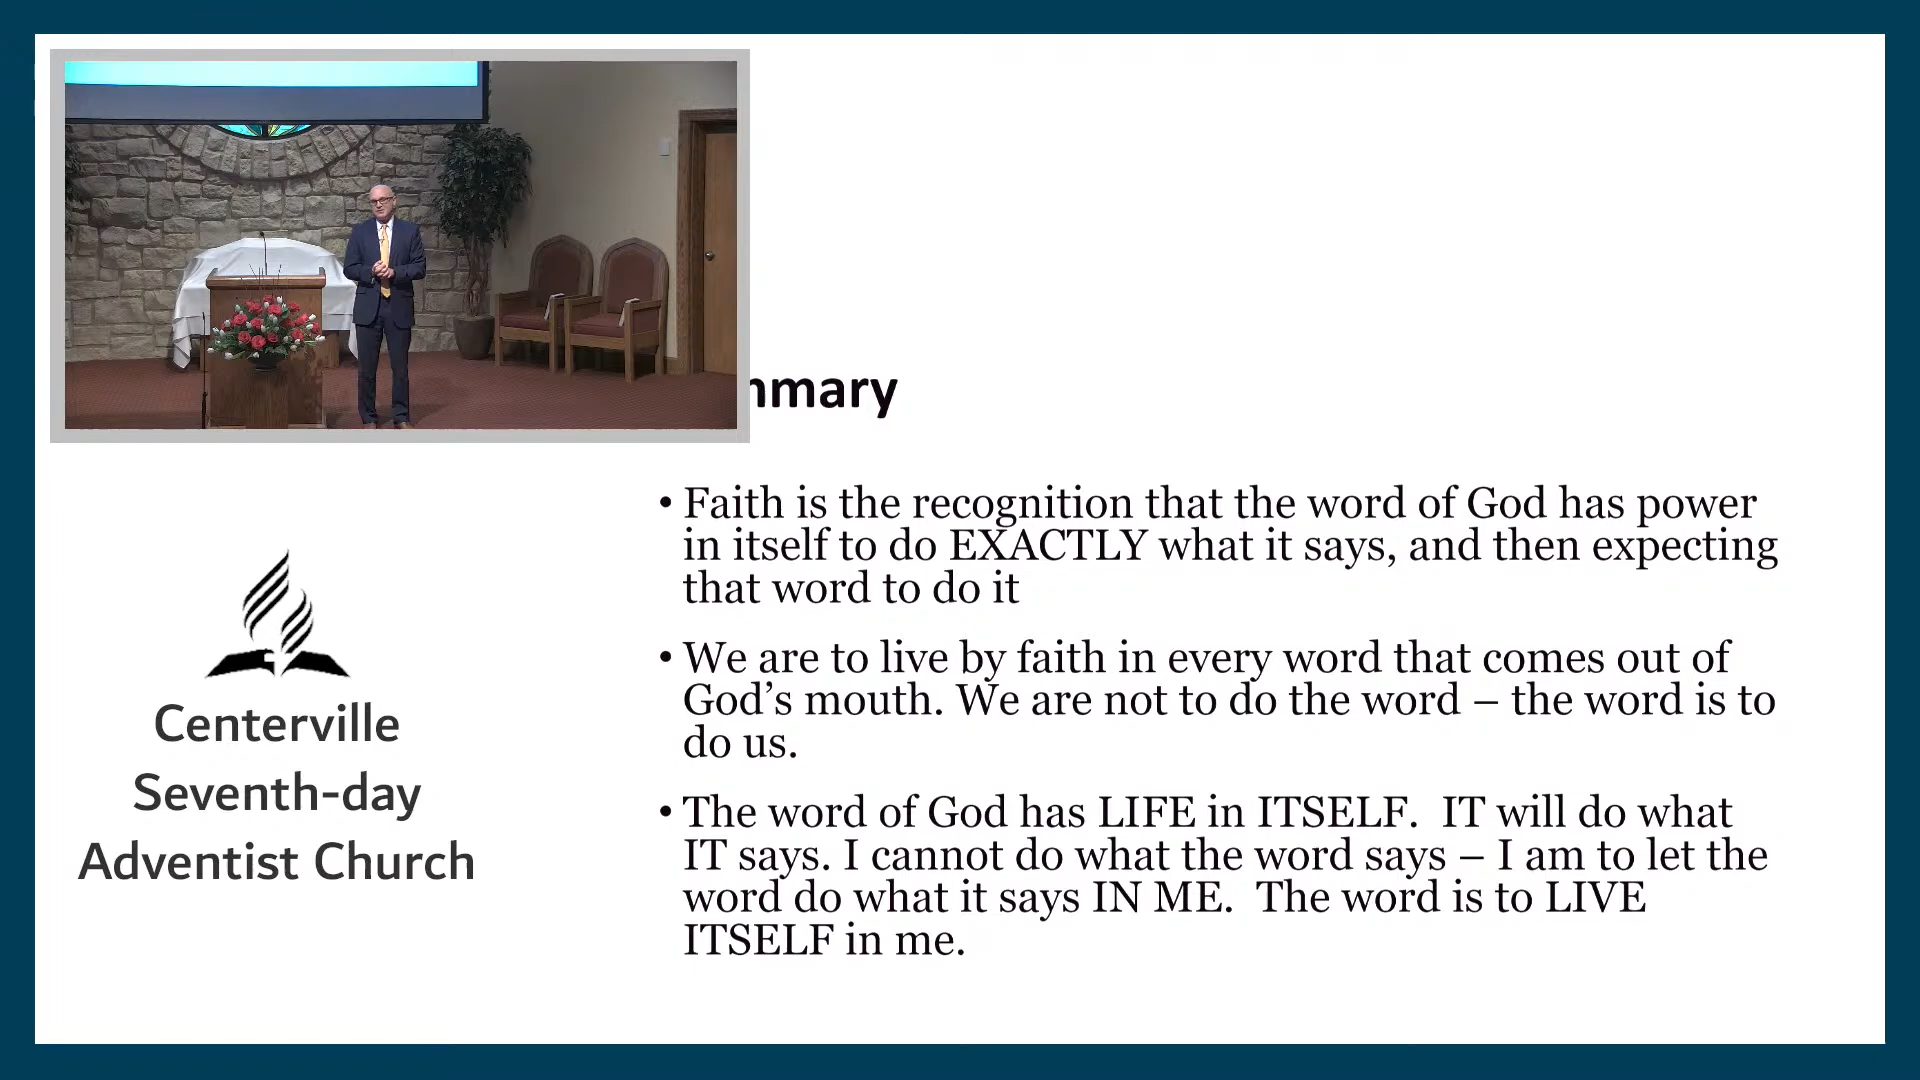 mmary
• Faith is the recognition that the word of God has power
in itself to do EXACTLY what it says, and then expecting
that word to do it
• We are to live by faith in every word that comes out of
God’s mouth. We are not to do the word – the word is to
do us.
• The word of God has LIFE in ITSELF.  IT will do what
IT says. I cannot do what the word says – I am to let the
word do what it says IN ME.  The word is to LIVE
ITSELF in me.
Centerville
Seventh-day
Adventist Church